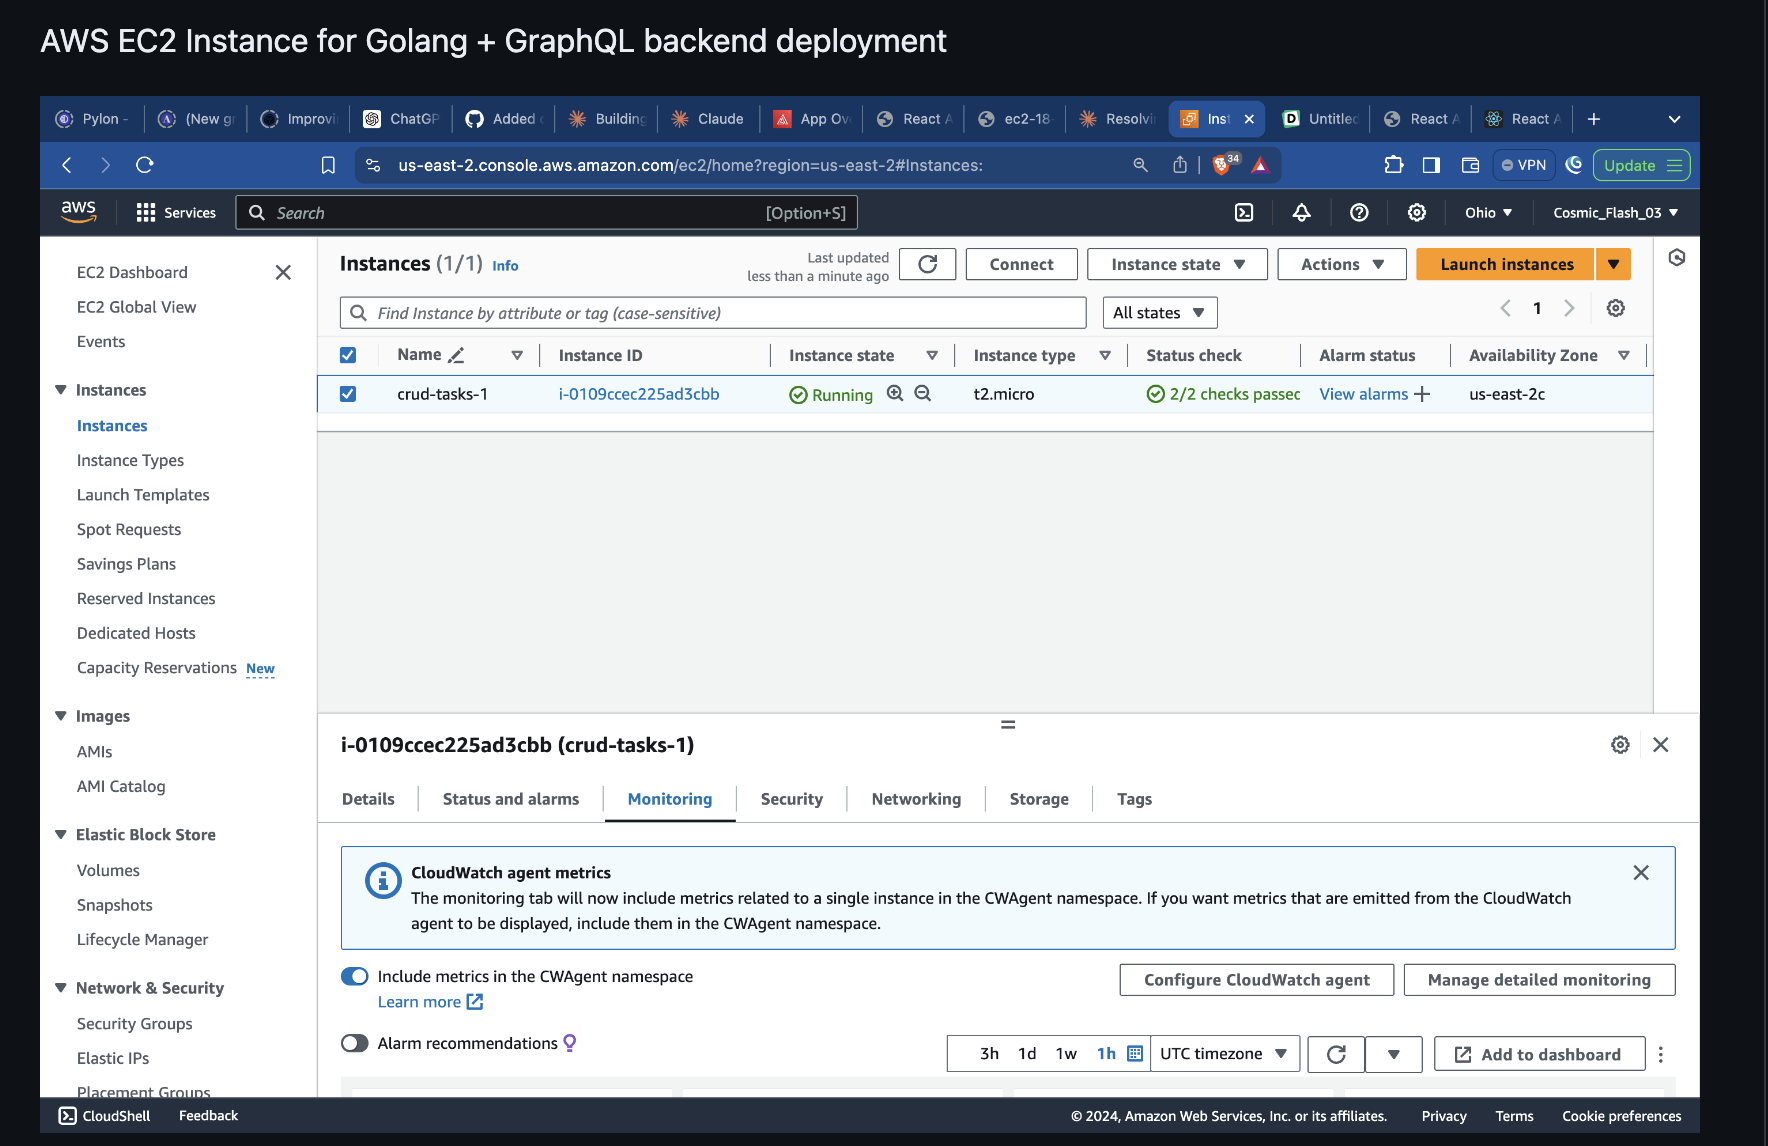 AWS EC2 Instance for Golang + GraphQL backend deployment
Pylon - (New gr Improvi ChatGP Added Building Claude App Ov React A ec2-18- Resolvi Inst Untitled React A React A
us-east-2.console.aws.amazon.com/ec2/home?region=us-east-2#Instances: 34 VPN Update
aws Services Search [Option+S] Ohio Cosmic_Flash_03
EC2 Dashboard
EC2 Global View
Events
Instances
Instances
Instance Types
Launch Templates
Spot Requests
Savings Plans
Reserved Instances
Dedicated Hosts
Capacity Reservations New
Images
AMIs
AMI Catalog
Elastic Block Store
Volumes
Snapshots
Lifecycle Manager
Network & Security
Security Groups
Elastic IPs
Placement Groups
Instances (1/1) Info
Last updated
less than a minute ago
Connect Instance state Actions Launch instances
Find Instance by attribute or tag (case-sensitive) All states 1
Name Instance ID Instance state Instance type Status check Alarm status Availability Zone
crud-tasks-1 i-0109ccec225ad3cbb Running t2.micro 2/2 checks passec View alarms + us-east-2c
i-0109ccec225ad3cbb (crud-tasks-1)
Details Status and alarms Monitoring Security Networking Storage Tags
CloudWatch agent metrics
The monitoring tab will now include metrics related to a single instance in the CWAgent namespace. If you want metrics that are emitted from the CloudWatch
agent to be displayed, include them in the CWAgent namespace.
Include metrics in the CWAgent namespace
Learn more
Configure CloudWatch agent Manage detailed monitoring
Alarm recommendations
3h 1d 1w 1h UTC timezone Add to dashboard
CloudShell Feedback © 2024, Amazon Web Services, Inc. or its affiliates. Privacy Terms Cookie preferences